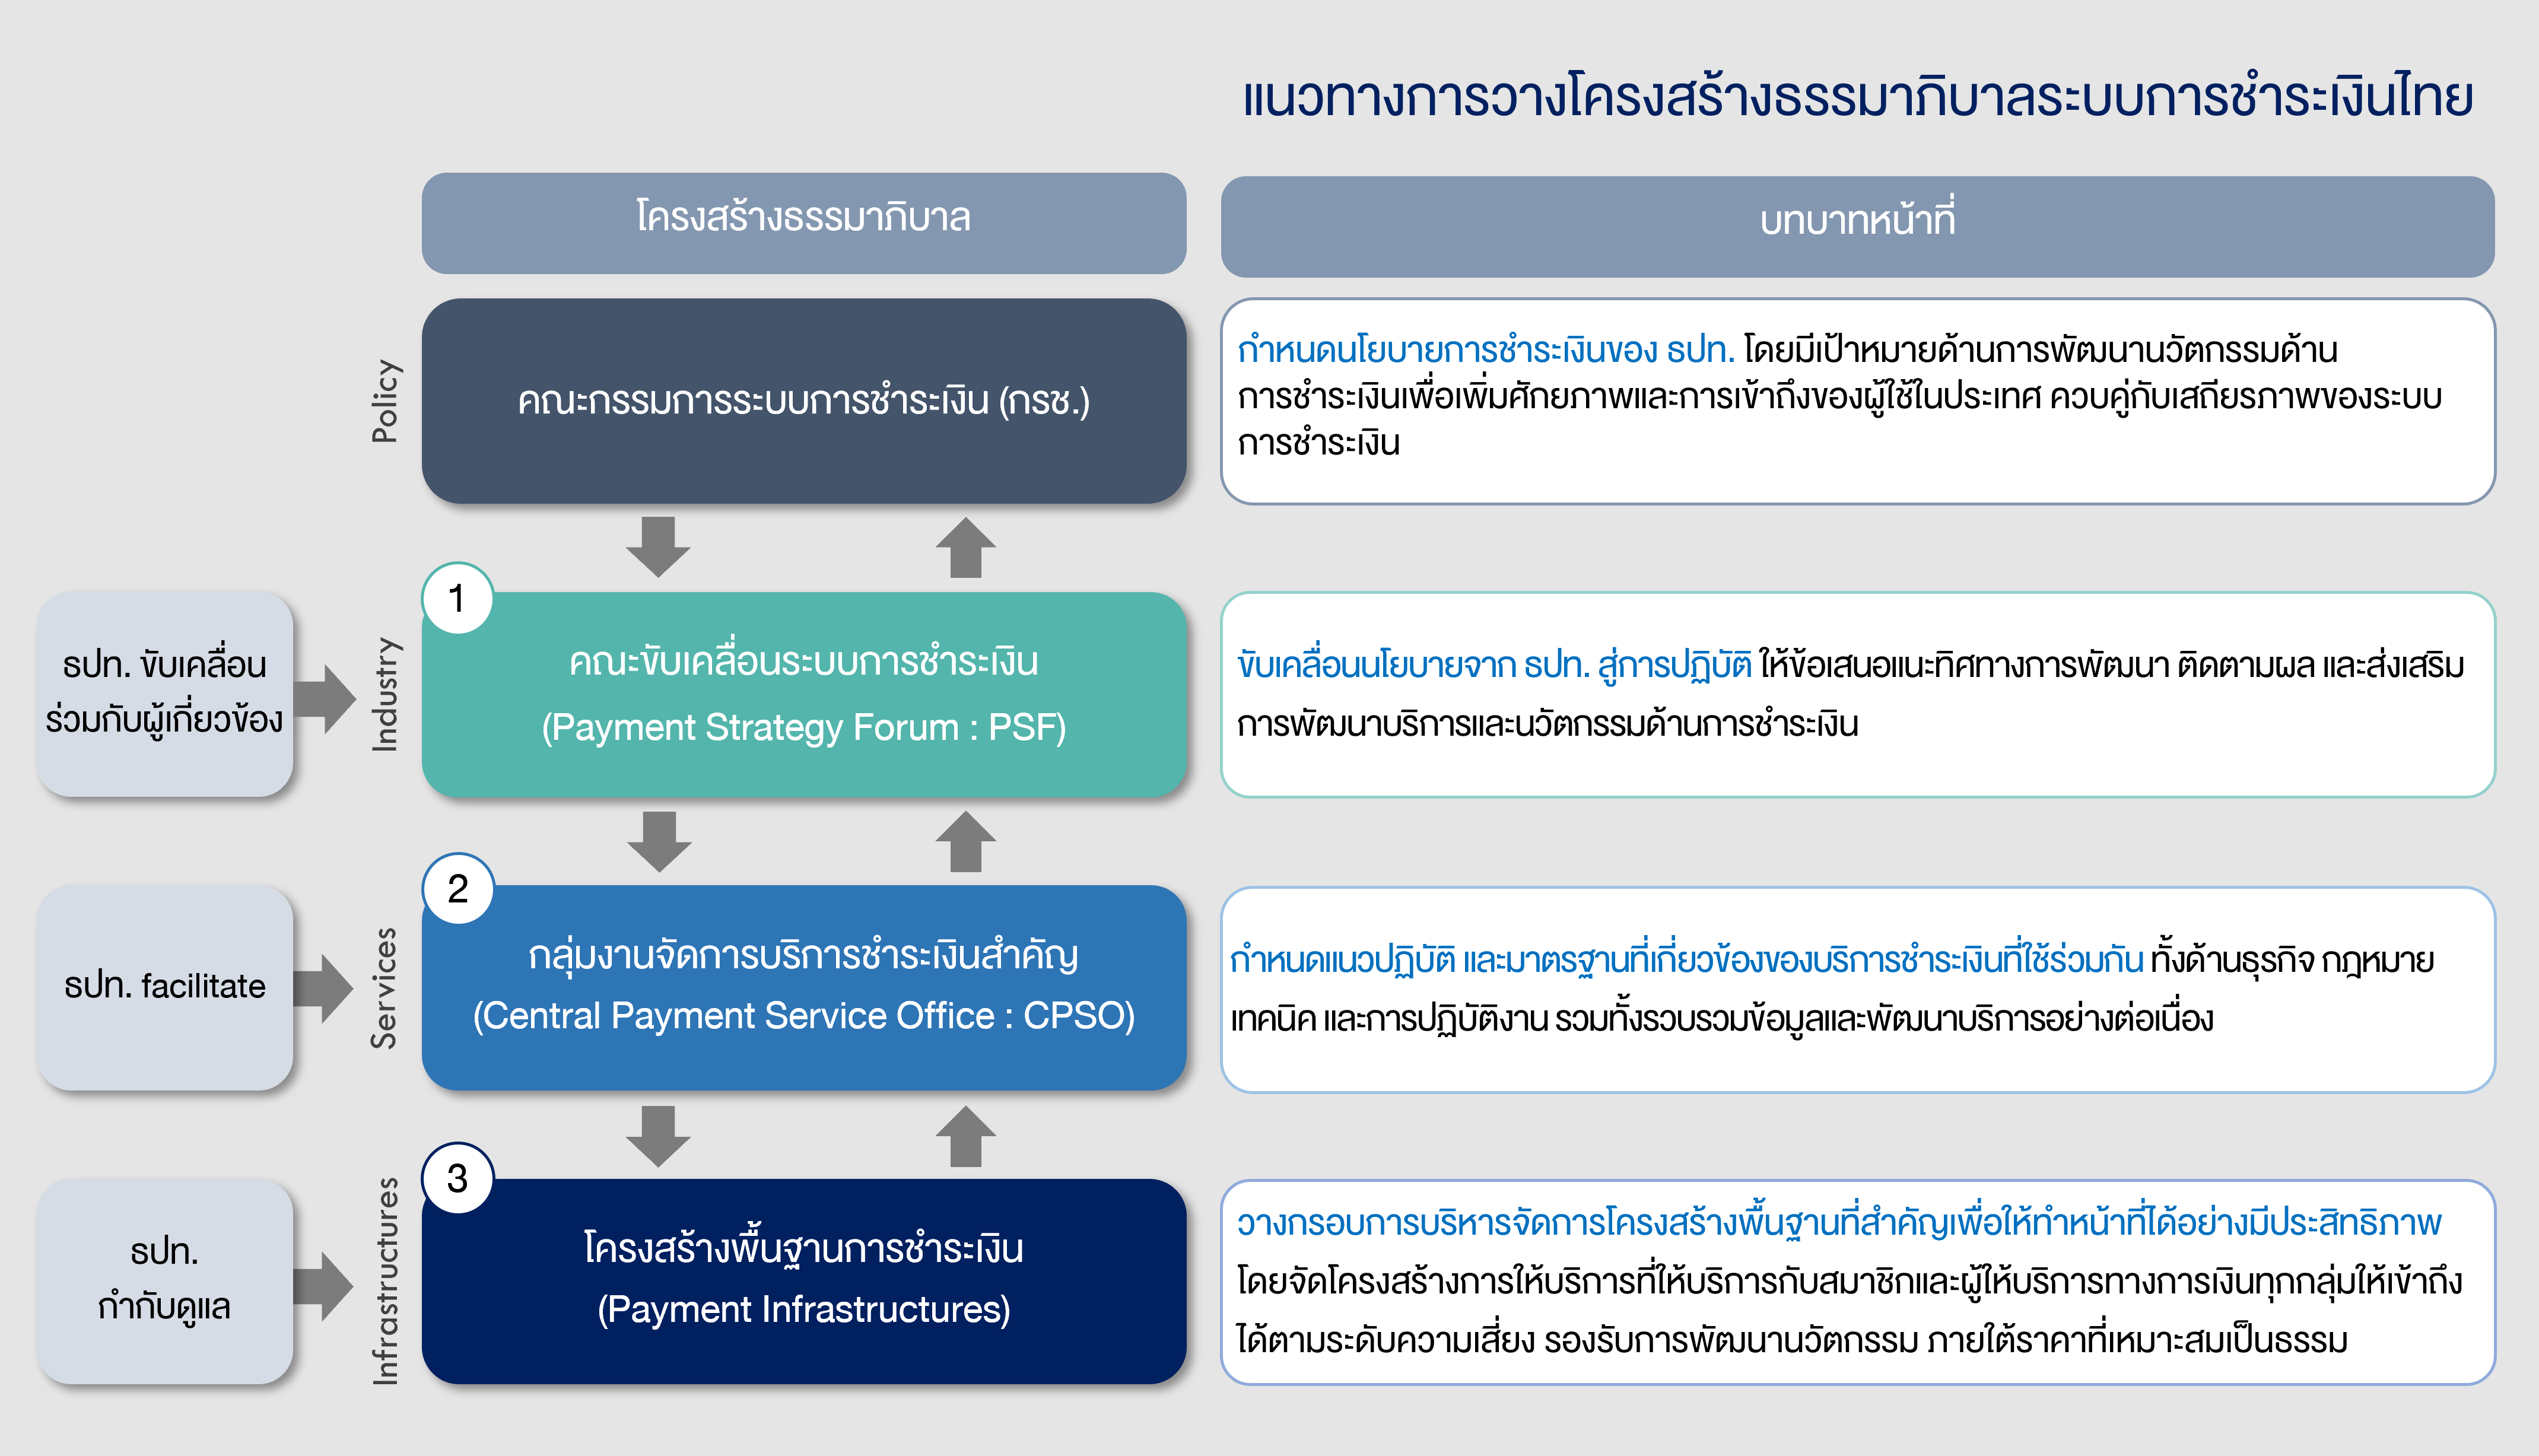 แนวทางการวางโครงสร้างธรรมาภิบาลระบบการชำระเงินไทย
โครงสร้างธรรมาภิบาล
บทบาทหน้าที่
Policy
คณะกรรมการระบบการชำระเงิน (กรช.)
กำหนดนโยบายการชำระเงินของ ธปท. โดยมีเป้าหมายด้านการพัฒนานวัตกรรมด้าน
การชำระเงินเพื่อเพิ่มศักยภาพและการเข้าถึงของผู้ใช้ในประเทศ ควบคู่กับเสถียรภาพของระบบ
การชำระเงิน
ธปท. ขับเคลื่อน
ร่วมกับผู้เกี่ยวข้อง
Industry
1
คณะขับเคลื่อนระบบการชำระเงิน
(Payment Strategy Forum : PSF)
ขับเคลื่อนนโยบายจาก ธปท. สู่การปฏิบัติ ให้ข้อเสนอแนะทิศทางการพัฒนา ติดตามผล และส่งเสริม
การพัฒนาบริการและนวัตกรรมด้านการชำระเงิน
ธปท. facilitate
Services
2
กลุ่มงานจัดการบริการชำระเงินสำคัญ
(Central Payment Service Office : CPSO)
กำหนดแนวปฏิบัติ และมาตรฐานที่เกี่ยวข้องของบริการชำระเงินที่ใช้ร่วมกัน ทั้งด้านธุรกิจ กฎหมาย
เทคนิค และการปฏิบัติงาน รวมทั้งรวบรวมข้อมูลและพัฒนาบริการอย่างต่อเนื่อง
ธปท.
กำกับดูแล
Infrastructures
3
โครงสร้างพื้นฐานการชำระเงิน
(Payment Infrastructures)
วางกรอบการบริหารจัดการโครงสร้างพื้นฐานที่สำคัญเพื่อให้ทำหน้าที่ได้อย่างมีประสิทธิภาพ
โดยจัดโครงสร้างการให้บริการที่ให้บริการกับสมาชิกและผู้ให้บริการทางการเงินทุกกลุ่มให้เข้าถึง
ได้ตามระดับความเสี่ยง รองรับการพัฒนานวัตกรรม ภายใต้ราคาที่เหมาะสมเป็นธรรม